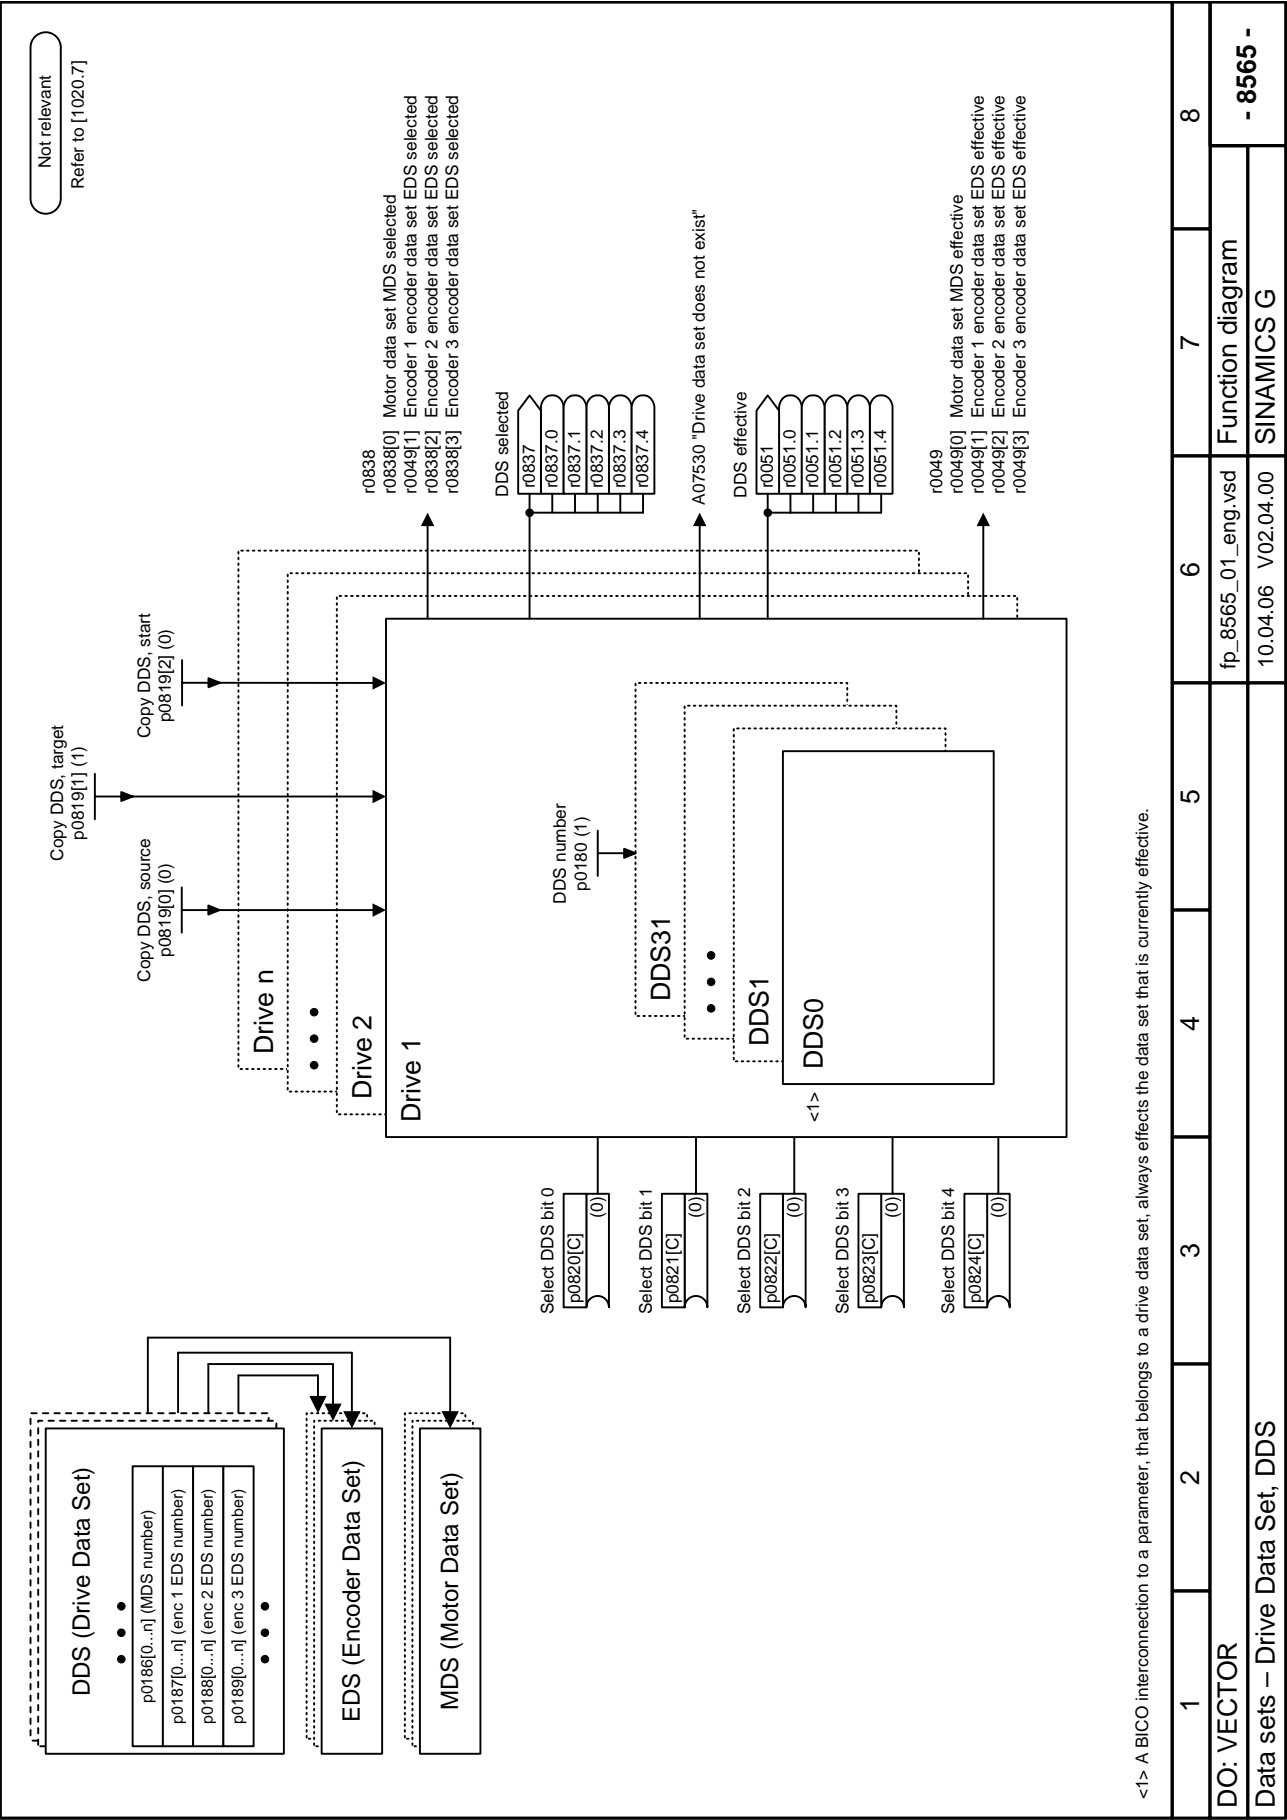 Not relevant
Refer to [1020.7]
DDS (Drive Data Set)
p0186[0...n] (MDS number)
p0187[0...n] (enc 1 EDS number)
p0188[0...n] (enc 2 EDS number)
p0189[0...n] (enc 3 EDS number)
EDS (Encoder Data Set)
MDS (Motor Data Set)
Copy DDS, source
p0819[0] (0)
Copy DDS, target
p0819[1] (1)
Copy DDS, start
p0819[2] (0)
Drive n
Drive 2
Drive 1
DDS number
p0180 (1)
DDS31
DDS1
DDS0
<1>
Select DDS bit 0
p0820[C]
(0)
Select DDS bit 1
p0821[C]
(0)
Select DDS bit 2
p0822[C]
(0)
Select DDS bit 3
p0823[C]
(0)
Select DDS bit 4
p0824[C]
(0)
r0838
r0838[0] Motor data set MDS selected
r0049[1] Encoder 1 encoder data set EDS selected
r0838[2] Encoder 2 encoder data set EDS selected
r0838[3] Encoder 3 encoder data set EDS selected
DDS selected
r0837
r0837.0
r0837.1
r0837.2
r0837.3
r0837.4
A07530 "Drive data set does not exist"
DDS effective
r0051
r0051.0
r0051.1
r0051.2
r0051.3
r0051.4
r0049
r0049[0] Motor data set MDS effective
r0049[1] Encoder 1 encoder data set EDS effective
r0049[2] Encoder 2 encoder data set EDS effective
r0049[3] Encoder 3 encoder data set EDS effective
<1> A BICO interconnection to a parameter, that belongs to a drive data set, always effects the data set that is currently effective.
1 2 3 4 5 6 7 8
DO: VECTOR
fp_8565_01_eng.vsd
Function diagram
- 8565 -
Data sets – Drive Data Set, DDS
10.04.06 V02.04.00
SINAMICS G